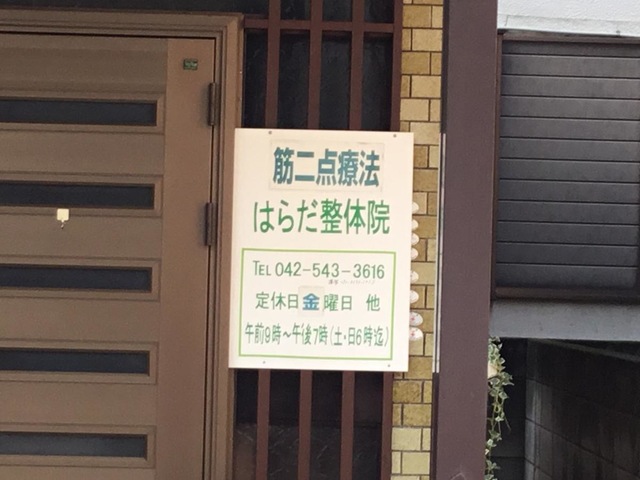 筋二点療法
はらだ整体院
TEL 042-543-3616
定休日金曜日 他
午前9時～午後7時(土・日6時迄)